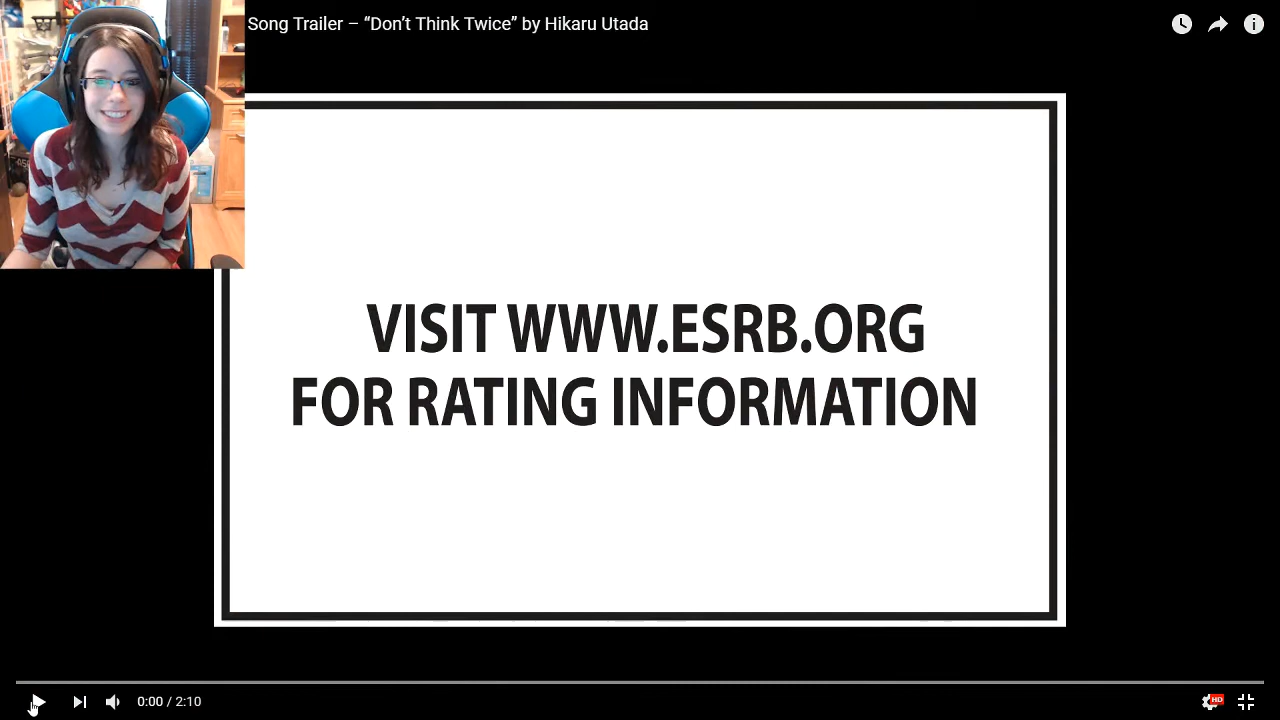 Song Trailer – “Don’t Think Twice” by Hikaru Utada
VISIT WWW.ESRB.ORG
FOR RATING INFORMATION
0:00 / 2:10
HD